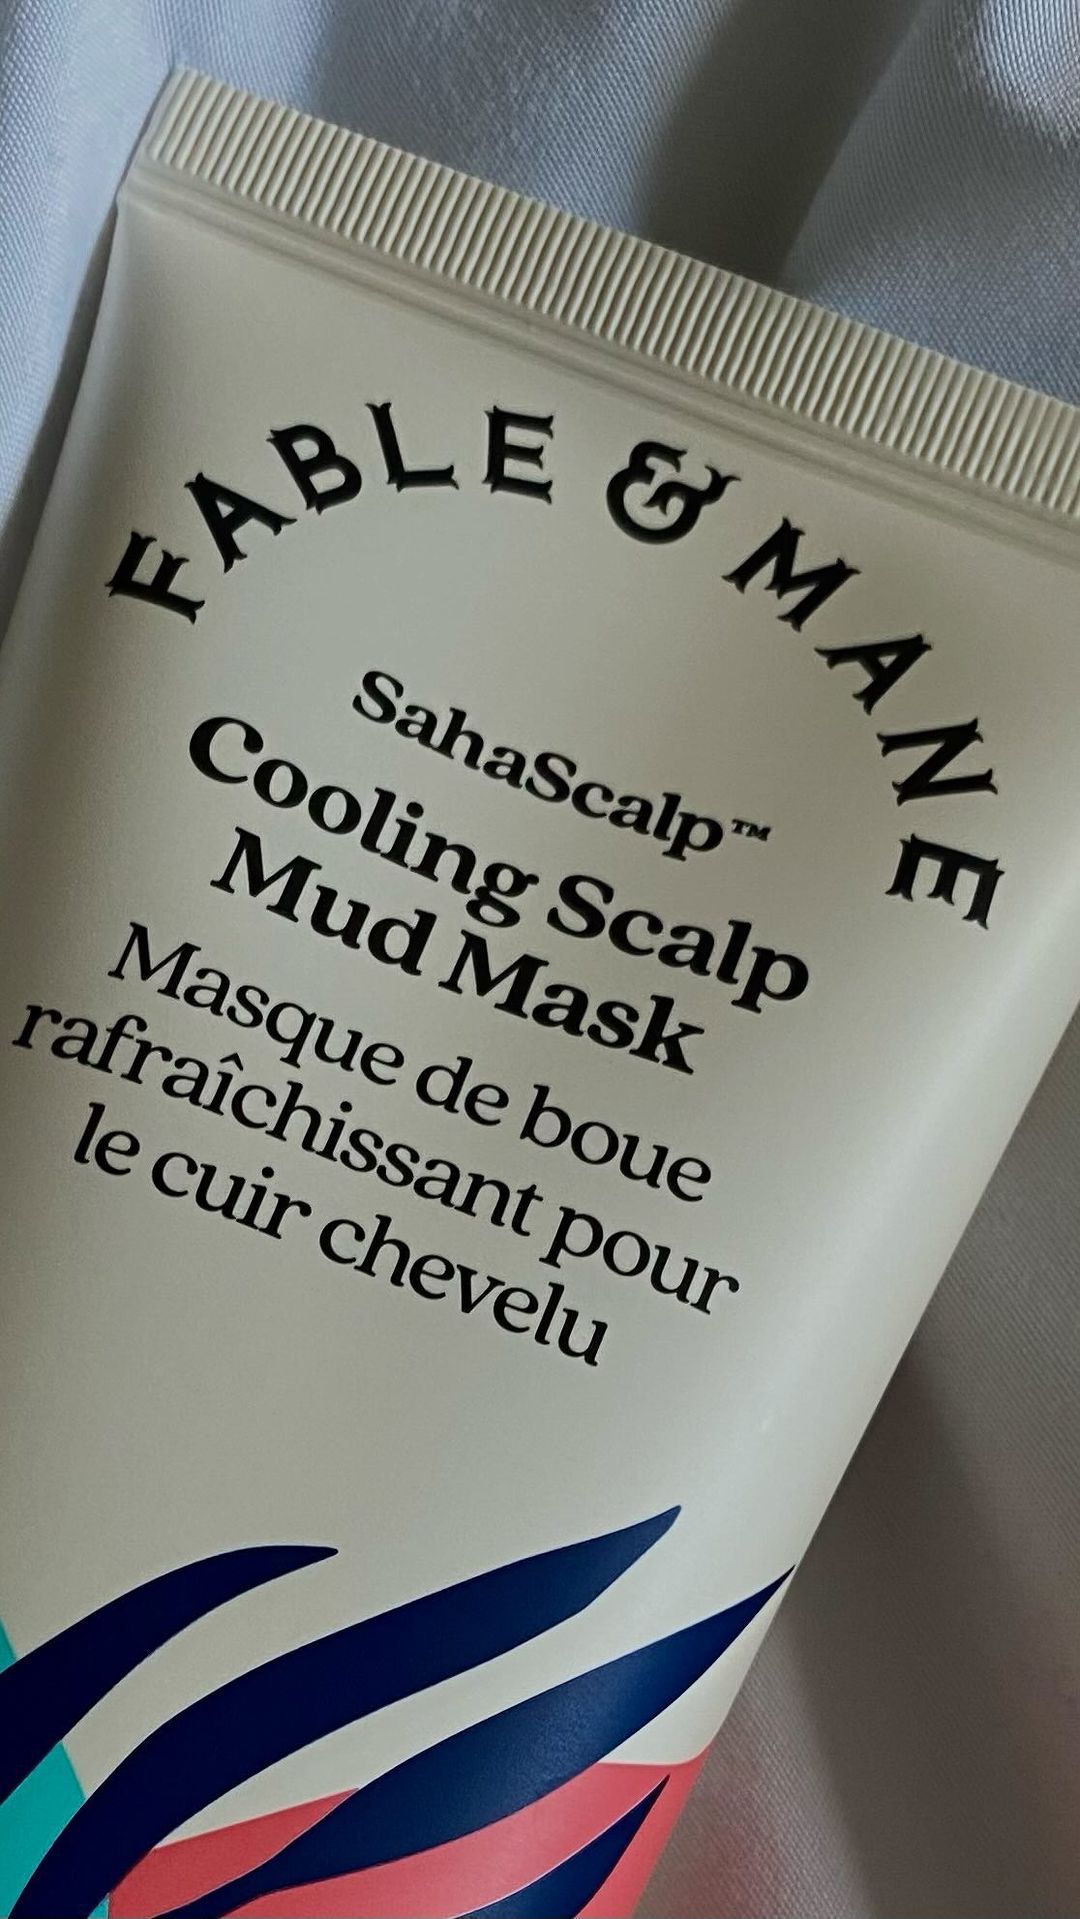 FABLE & MANE
SahaScalp™
Cooling Scalp
Mud Mask
Masque de boue
rafraîchissant pour
le cuir chevelu